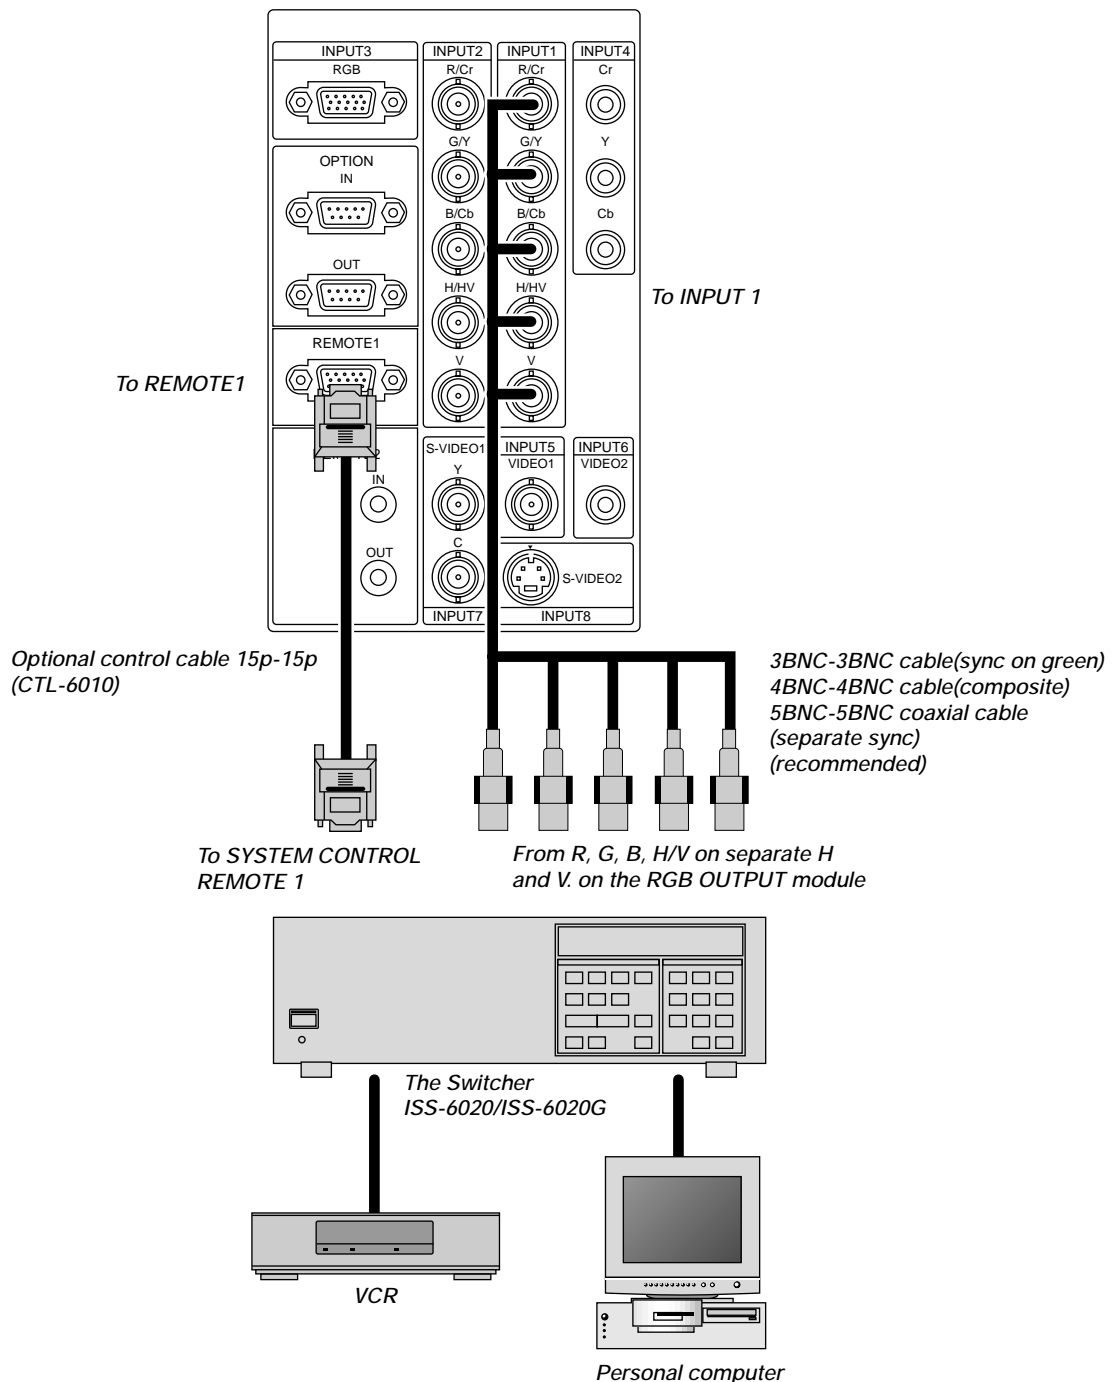 INPUT3
INPUT2
INPUT1
INPUT4
RGB
R/Cr
R/Cr
Cr
G/Y
G/Y
Y
OPTION
IN
B/Cb
B/Cb
Cb
OUT
H/HV
H/HV
To INPUT 1
REMOTE1
V
V
To REMOTE1
S-VIDEO1
INPUT5
INPUT6
VIDEO1
VIDEO2
Y
IN
OUT
C
S-VIDEO2
INPUT7
INPUT8
Optional control cable 15p-15p
(CTL-6010)
3BNC-3BNC cable(sync on green)
4BNC-4BNC cable(composite)
5BNC-5BNC coaxial cable
(separate sync)
(recommended)
To SYSTEM CONTROL
REMOTE 1
From R, G, B, H/V on separate H
and V. on the RGB OUTPUT module
The Switcher
ISS-6020/ISS-6020G
VCR
Personal computer